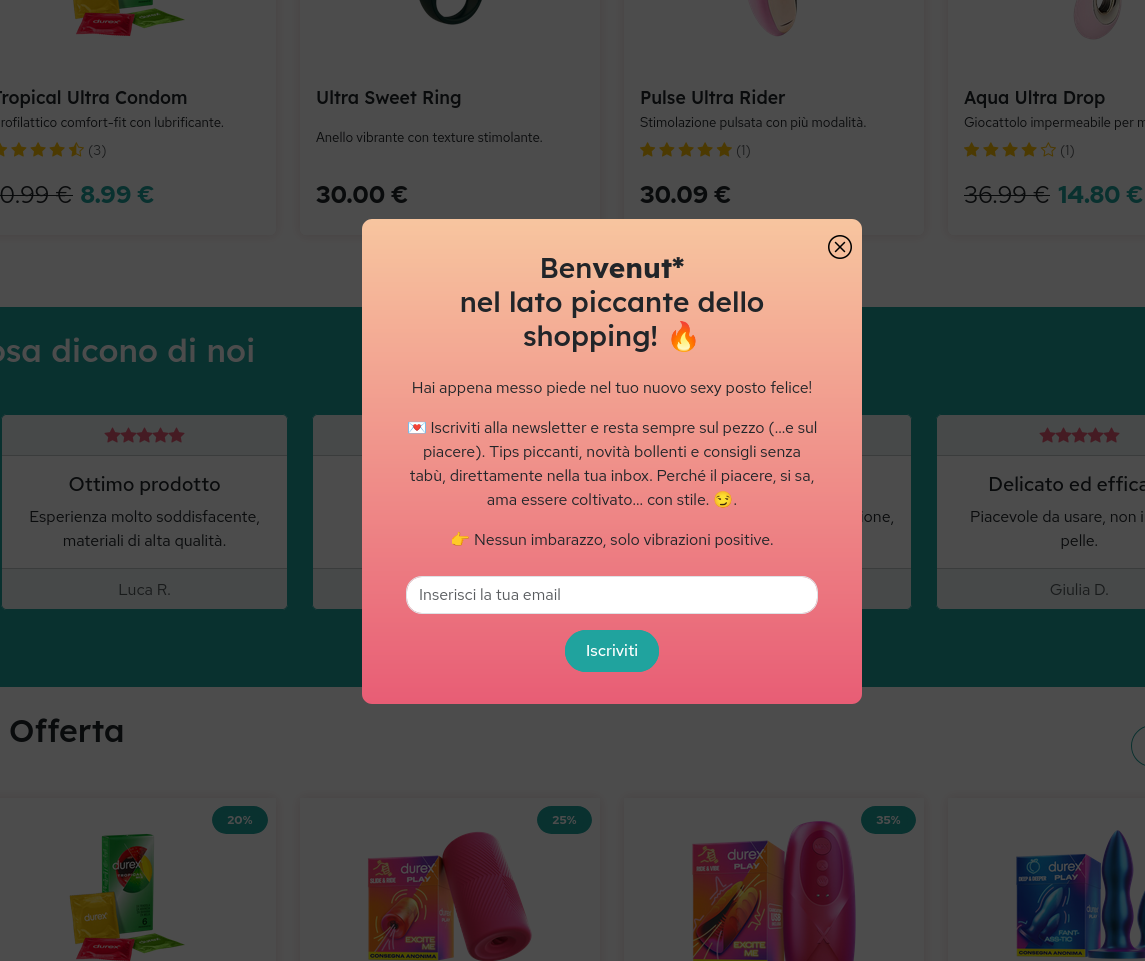 Tropical Ultra Condom
Ultra Sweet Ring
Pulse Ultra Rider
Aqua Ultra Drop
rofilattico comfort-fit con lubrificante.
Anello vibrante con texture stimolante.
Stimolazione pulsata con più modalità.
Giocattolo impermeabile per m
(3)
(1)
(1)
0.99 € 8.99 €
30.00 €
30.09 €
36.99 € 14.80 €
Benvenut*
nel lato piccante dello
shopping! 🔥
Hai appena messo piede nel tuo nuovo sexy posto felice!
💌 Iscriviti alla newsletter e resta sempre sul pezzo (...e sul
piacere). Tips piccanti, novità bollenti e consigli senza
tabù, direttamente nella tua inbox. Perché il piacere, si sa,
ama essere coltivato... con stile. 😏.
👉 Nessun imbarazzo, solo vibrazioni positive.
Inserisci la tua email
Iscriviti
osa dicono di noi
Ottimo prodotto
Esperienza molto soddisfacente,
materiali di alta qualità.
Luca R.
ione,
Delicato ed effica
Piacevole da usare, non i
pelle.
Giulia D.
Offerta
20%
25%
35%
durex
durex
durex
durex
PLAY
SLIDE & RIDE
EXCITE
ME
CONSEGNA ANONIMA
durex
PLAY
EXCITE
ME
CONSEGNA ANONIMA
durex
PLAY
DEEP & DEEPER
FANT-
ASS-TIC
CONSEGNA ANONIMA